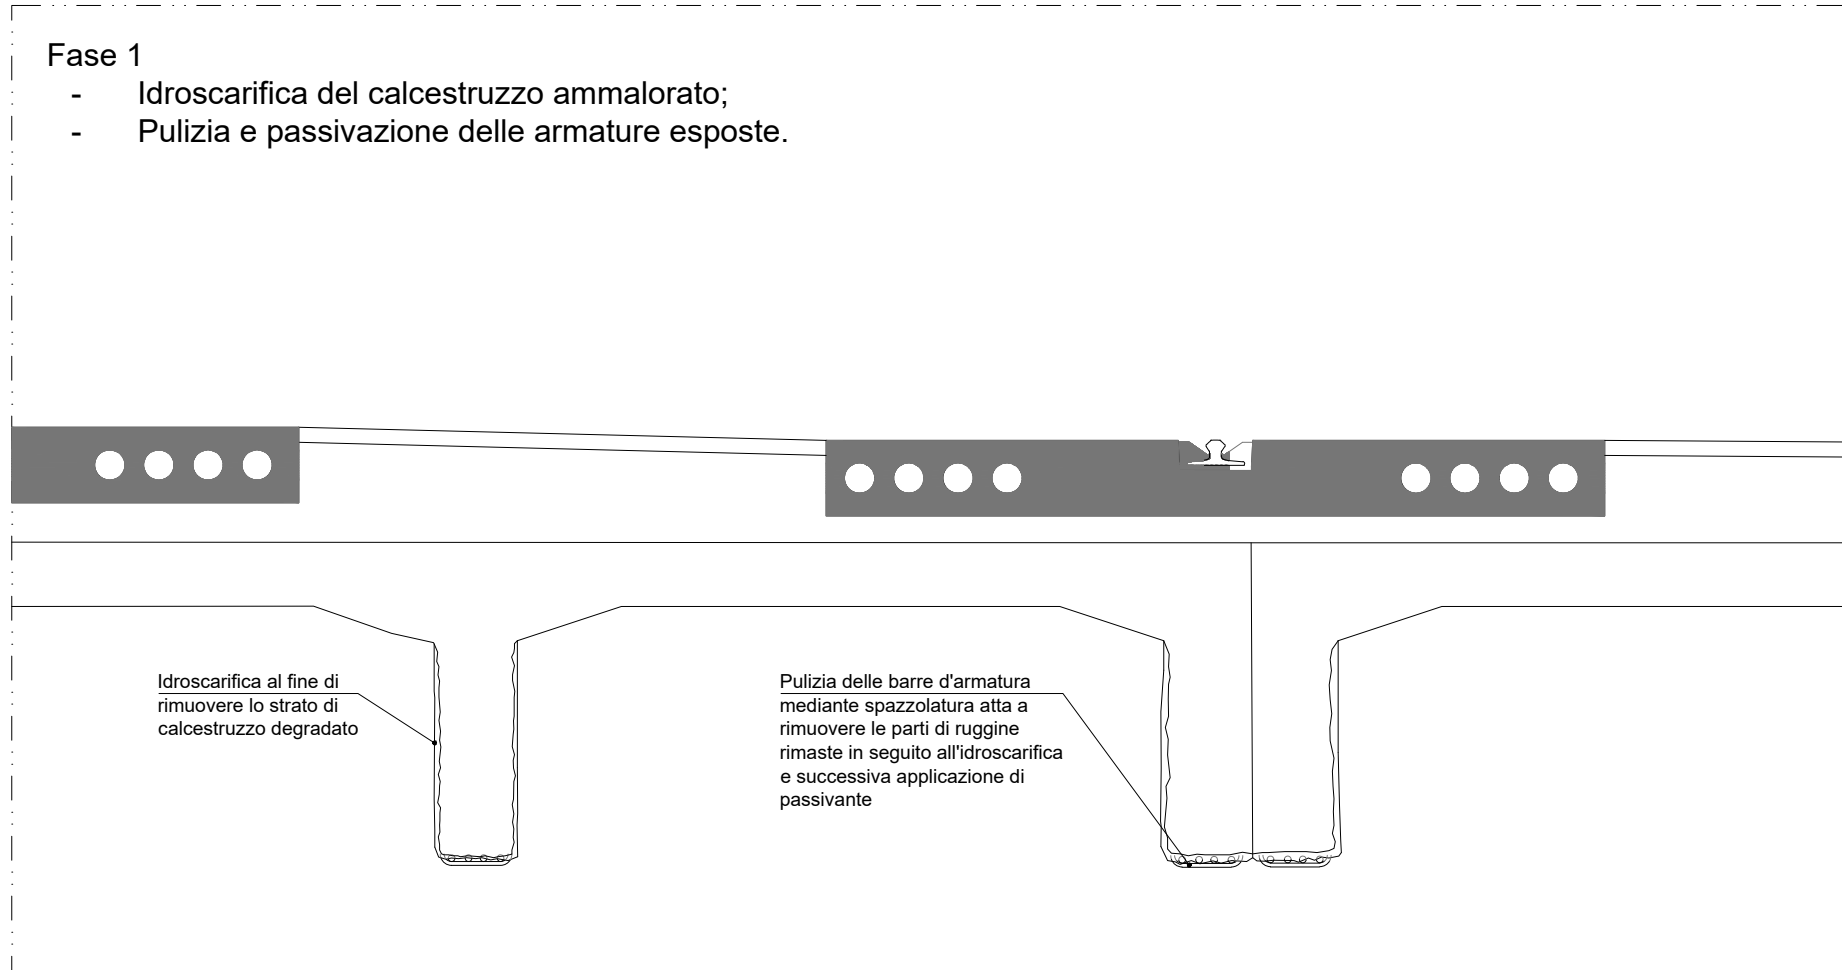 Fase 1
- Idroscarifica del calcestruzzo ammalorato;
- Pulizia e passivazione delle armature esposte.
Idroscarifica al fine di
rimuovere lo strato di
calcestruzzo degradato
Pulizia delle barre d'armatura
mediante spazzolatura atta a
rimuovere le parti di ruggine
rimaste in seguito all'idroscarifica
e successiva applicazione di
passivante